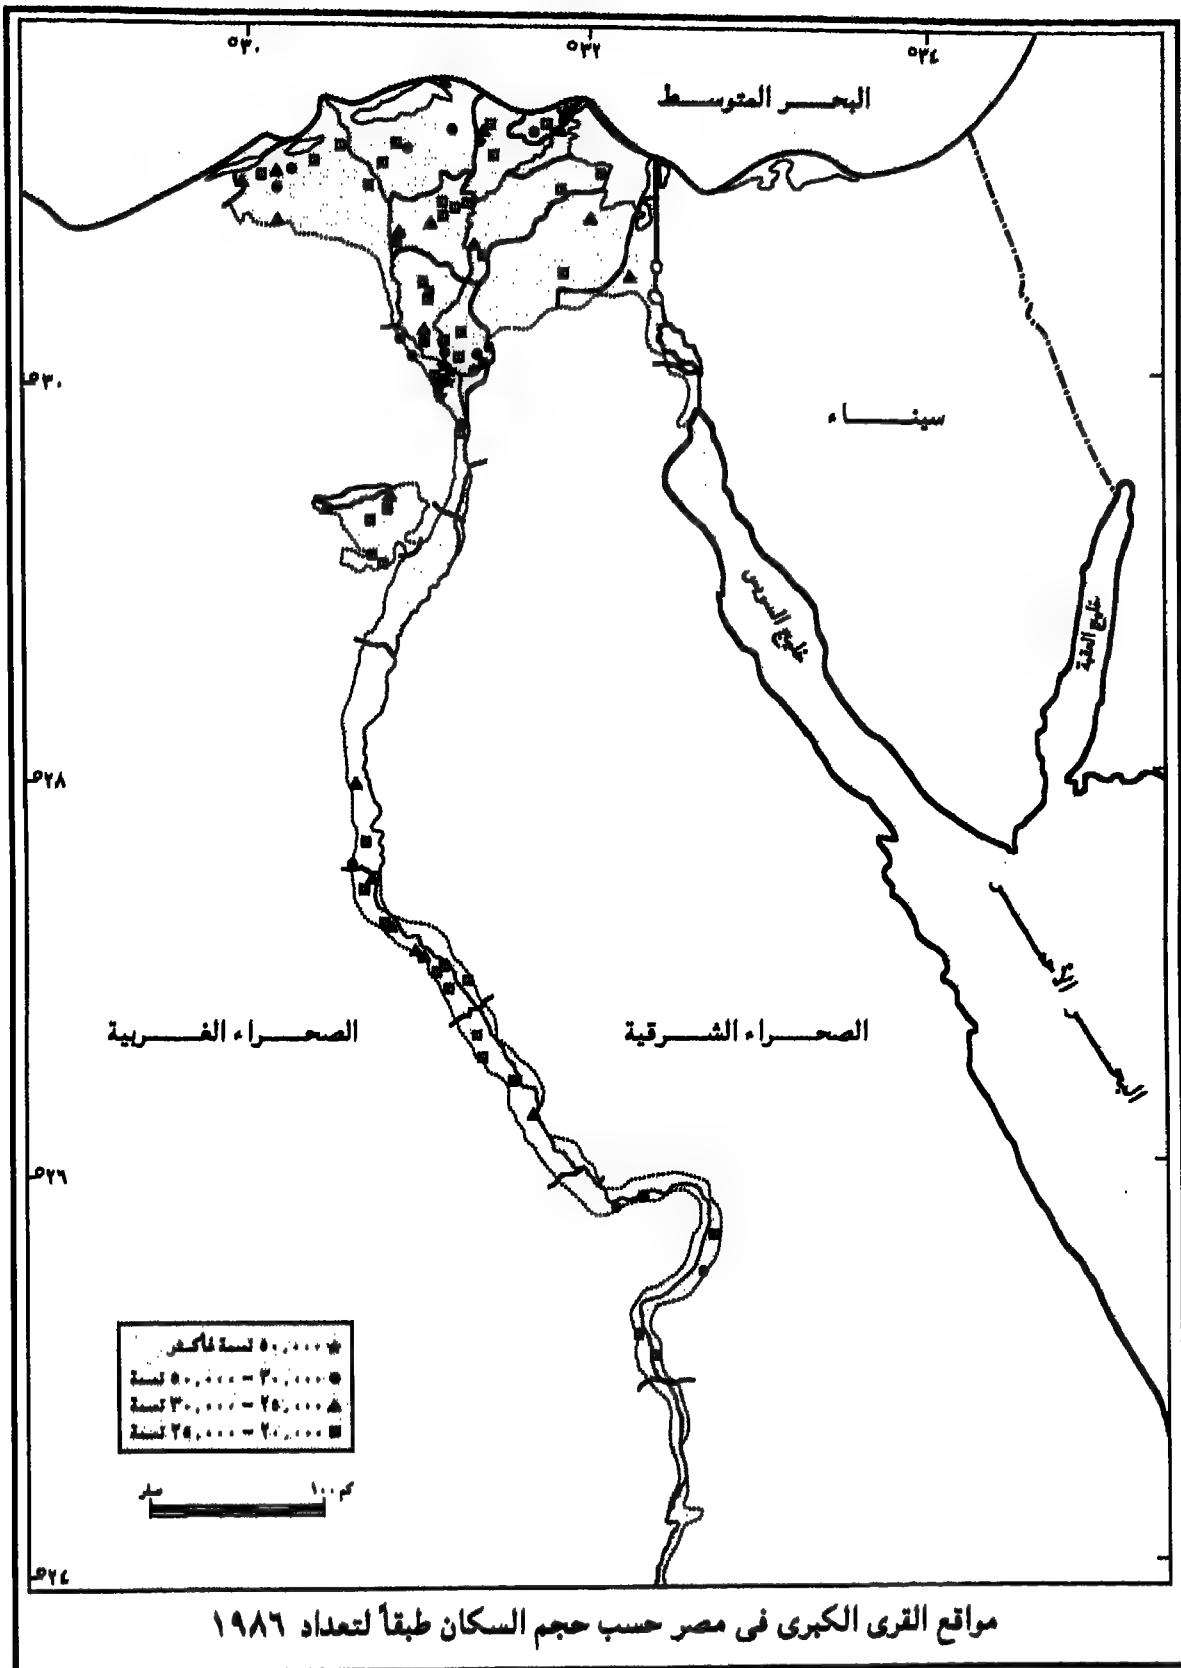 °٣٠
°٣٢
°٣٤
البحر المتوسط
°٣٠
سيناء
خليج السويس
خليج العقبة
°٢٨
الصحراء الغربية
الصحراء الشرقية
°٢٦
٥٠,٠٠٠ نسمة فأكثر
٣٠,٠٠٠ – ٥٠,٠٠٠ نسمة
٢٥,٠٠٠ – ٣٠,٠٠٠ نسمة
٢٠,٠٠٠ – ٢٥,٠٠٠ نسمة
صفر ١٠٠ كم
°٢٤
مواقع القرى الكبرى فى مصر حسب حجم السكان طبقاً لتعداد ١٩٨٦